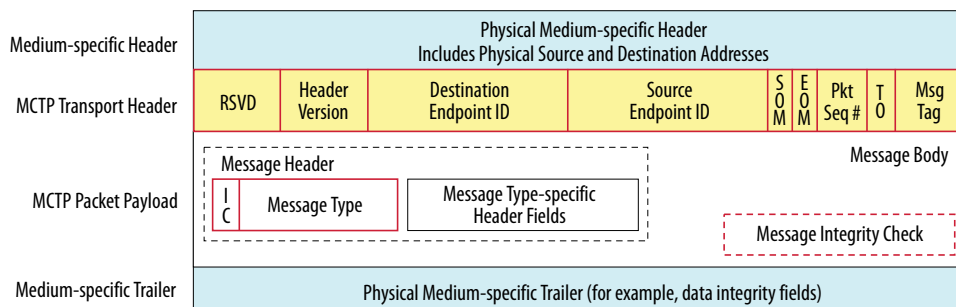 Medium-specific Header
Physical Medium-specific Header
Includes Physical Source and Destination Addresses
MCTP Transport Header
RSVD
Header
Version
Destination
Endpoint ID
Source
Endpoint ID
S
O
M
E
O
M
Pkt
Seq #
T
O
Msg
Tag
Message Body
Message Header
MCTP Packet Payload
I
C
Message Type
Message Type-specific
Header Fields
Message Integrity Check
Medium-specific Trailer
Physical Medium-specific Trailer (for example, data integrity fields)